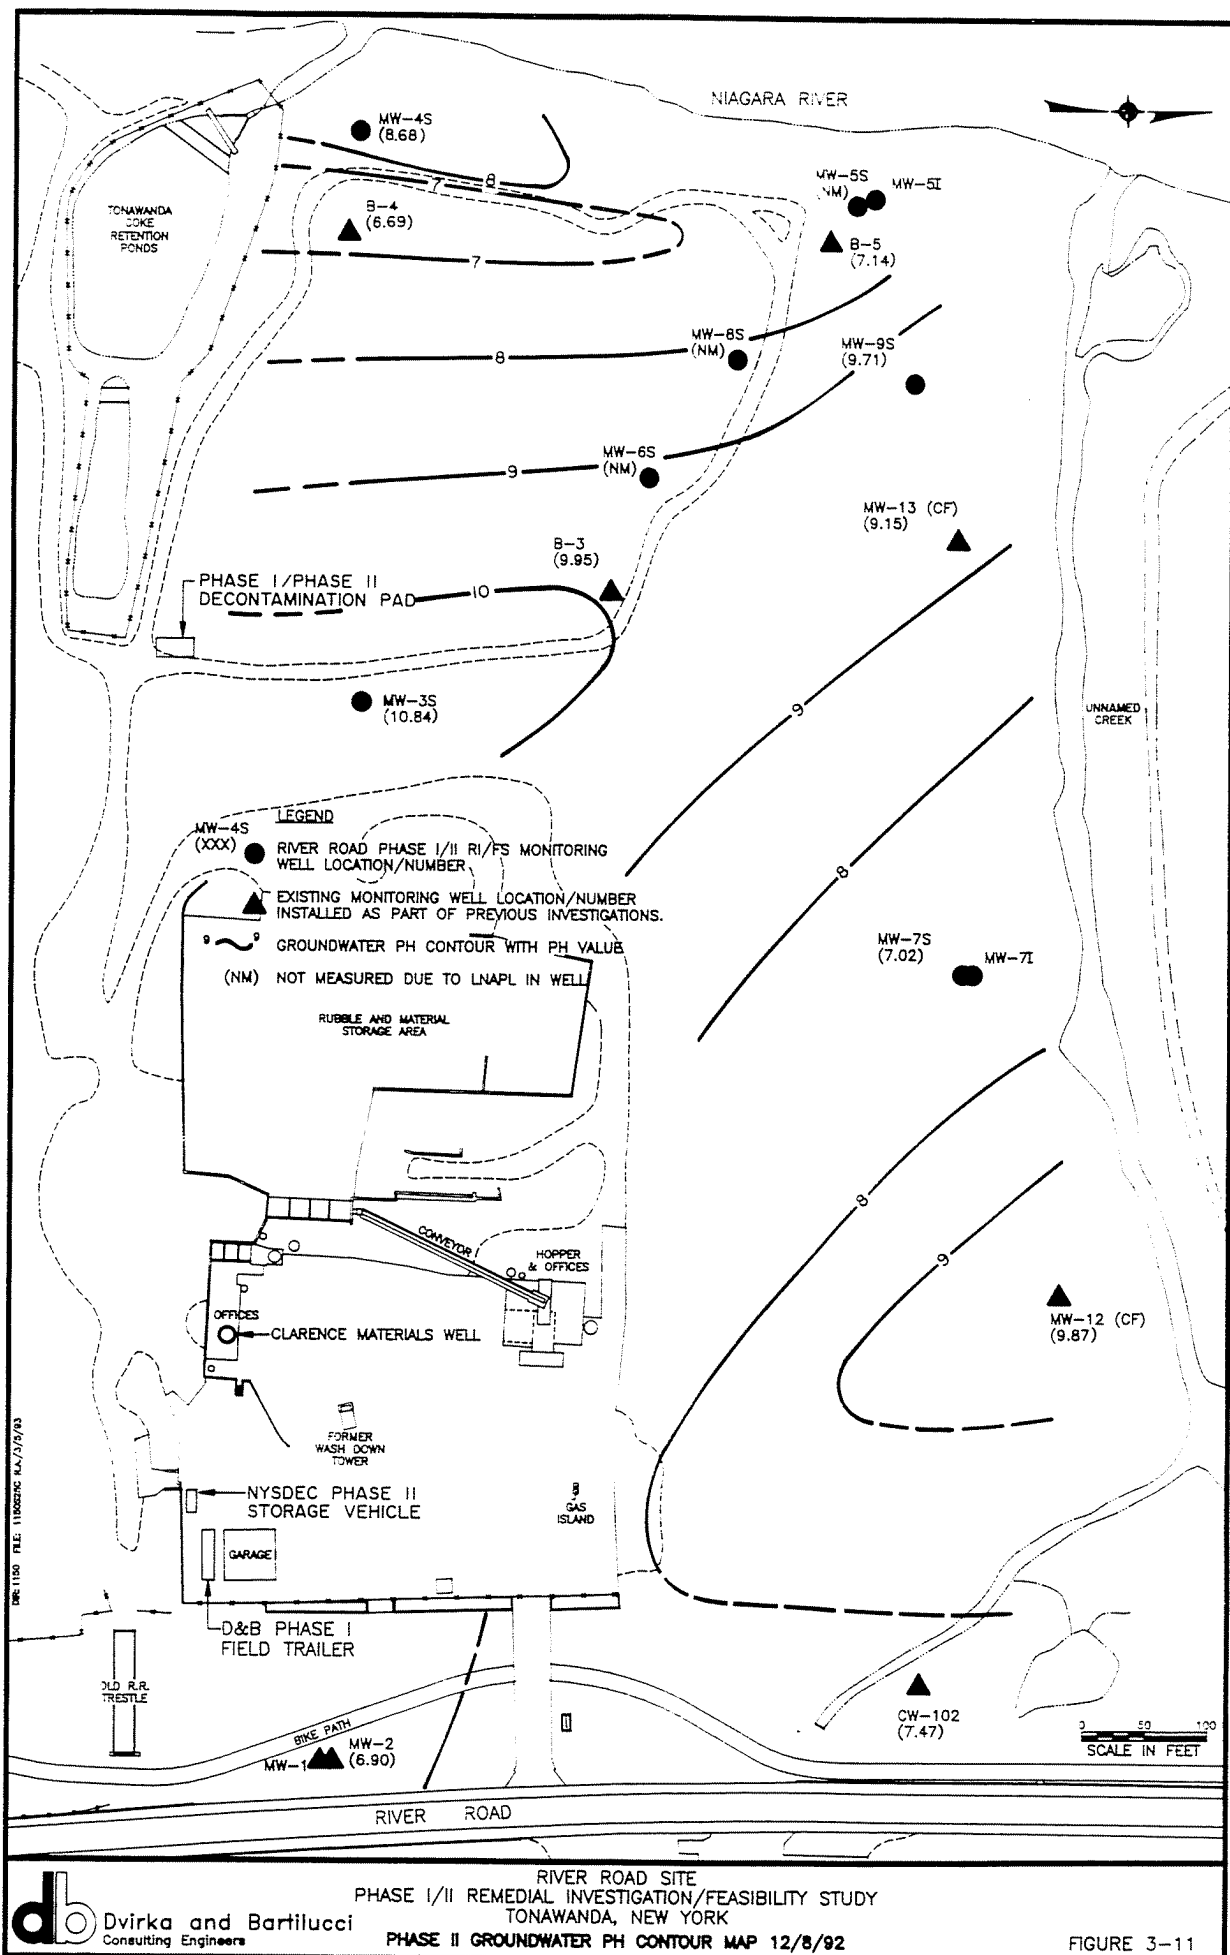 NIAGARA RIVER
MW-4S
(8.68)
8
7
MW-5S
(NM)
MW-5I
TONAWANDA
COKE
RETENTION
PONDS
B-4
(6.69)
B-5
(7.14)
7
MW-8S
(NM)
8
MW-9S
(9.71)
MW-6S
(NM)
9
MW-13 (CF)
(9.15)
B-3
(9.95)
PHASE I/PHASE II
DECONTAMINATION PAD
10
MW-3S
(10.84)
9
UNNAMED
CREEK
LEGEND
MW-4S
(XXX)
RIVER ROAD PHASE I/II RI/FS MONITORING
WELL LOCATION/NUMBER
EXISTING MONITORING WELL LOCATION/NUMBER
INSTALLED AS PART OF PREVIOUS INVESTIGATIONS.
9 9 GROUNDWATER PH CONTOUR WITH PH VALUE
(NM) NOT MEASURED DUE TO LNAPL IN WELL
8
MW-7S
(7.02)
MW-7I
RUBBLE AND MATERIAL
STORAGE AREA
8
CONVEYOR
HOPPER
& OFFICES
9
MW-12 (CF)
(9.87)
OFFICES
CLARENCE MATERIALS WELL
FORMER
WASH DOWN
TOWER
NYSDEC PHASE II
STORAGE VEHICLE
GAS
ISLAND
GARAGE
D&B PHASE I
FIELD TRAILER
OLD R.R.
TRESTLE
BIKE PATH
MW-1
MW-2
(6.90)
CW-102
(7.47)
0 50 100
SCALE IN FEET
RIVER ROAD
db
Dvirka and Bartilucci
Consulting Engineers
RIVER ROAD SITE
PHASE I/II REMEDIAL INVESTIGATION/FEASIBILITY STUDY
TONAWANDA, NEW YORK
PHASE II GROUNDWATER PH CONTOUR MAP 12/8/92
FIGURE 3-11